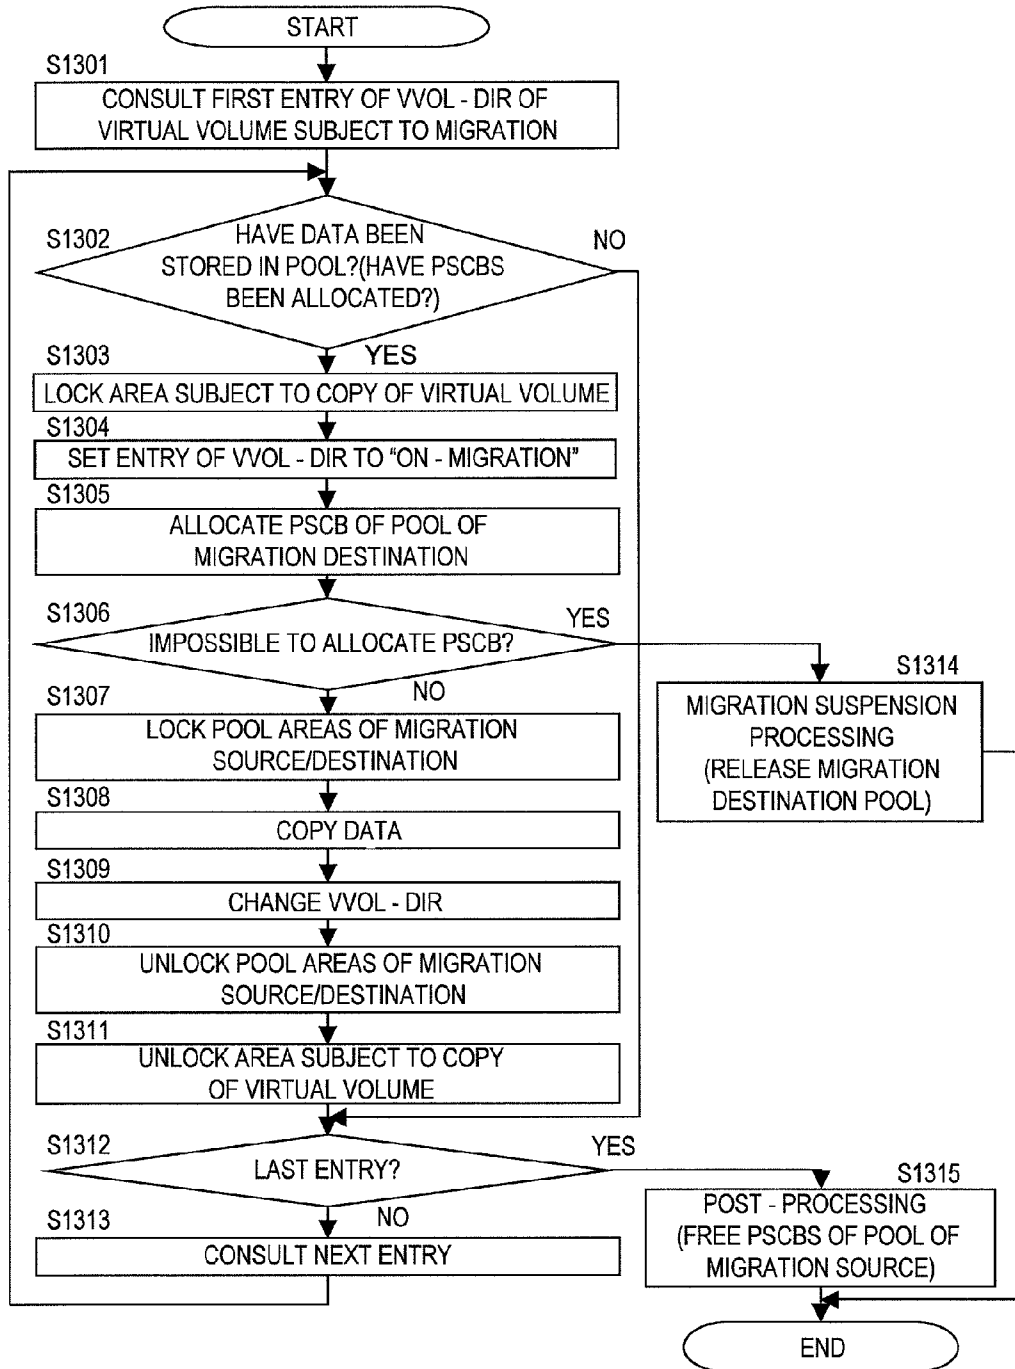 START
S1301
CONSULT FIRST ENTRY OF VVOL - DIR OF
VIRTUAL VOLUME SUBJECT TO MIGRATION
S1302
HAVE DATA BEEN
STORED IN POOL?(HAVE PSCBS
BEEN ALLOCATED?)
NO
YES
S1303
LOCK AREA SUBJECT TO COPY OF VIRTUAL VOLUME
S1304
SET ENTRY OF VVOL - DIR TO “ON - MIGRATION”
S1305
ALLOCATE PSCB OF POOL OF
MIGRATION DESTINATION
S1306
IMPOSSIBLE TO ALLOCATE PSCB?
YES
NO
S1307
LOCK POOL AREAS OF MIGRATION
SOURCE/DESTINATION
S1314
MIGRATION SUSPENSION
PROCESSING
(RELEASE MIGRATION
DESTINATION POOL)
S1308
COPY DATA
S1309
CHANGE VVOL - DIR
S1310
UNLOCK POOL AREAS OF MIGRATION
SOURCE/DESTINATION
S1311
UNLOCK AREA SUBJECT TO COPY
OF VIRTUAL VOLUME
S1312
LAST ENTRY?
YES
NO
S1313
CONSULT NEXT ENTRY
S1315
POST - PROCESSING
(FREE PSCBS OF POOL OF
MIGRATION SOURCE)
END